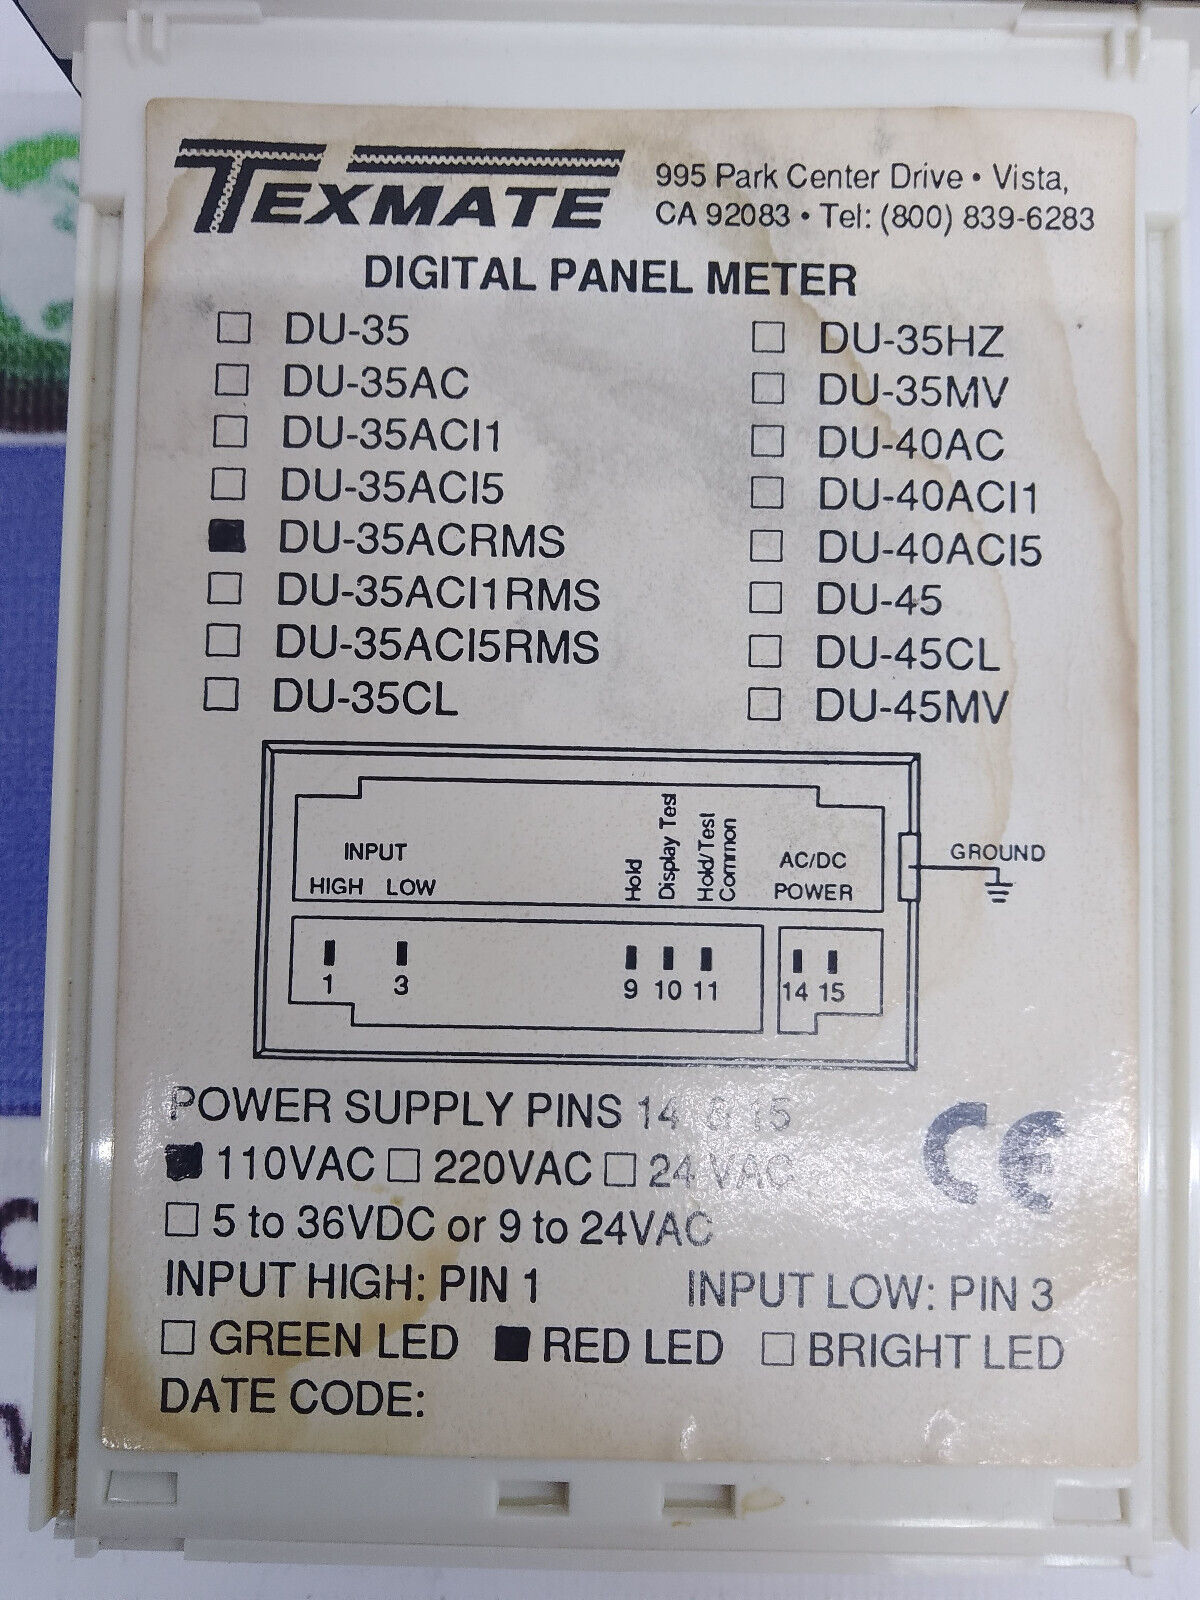 TEXMATE
995 Park Center Drive • Vista,
CA 92083 • Tel: (800) 839-6283
DIGITAL PANEL METER
DU-35
DU-35AC
DU-35ACI1
DU-35ACI5
DU-35ACRMS
DU-35ACI1RMS
DU-35ACI5RMS
DU-35CL
DU-35HZ
DU-35MV
DU-40AC
DU-40ACI1
DU-40ACI5
DU-45
DU-45CL
DU-45MV
INPUT
HIGH LOW
Hold
Display Test
Hold/Test
Common
AC/DC
POWER
GROUND
1 3 9 10 11 14 15
POWER SUPPLY PINS 14 & 15
110VAC 220VAC 24 VAC
5 to 36VDC or 9 to 24VAC
CE
INPUT HIGH: PIN 1 INPUT LOW: PIN 3
GREEN LED RED LED BRIGHT LED
DATE CODE: